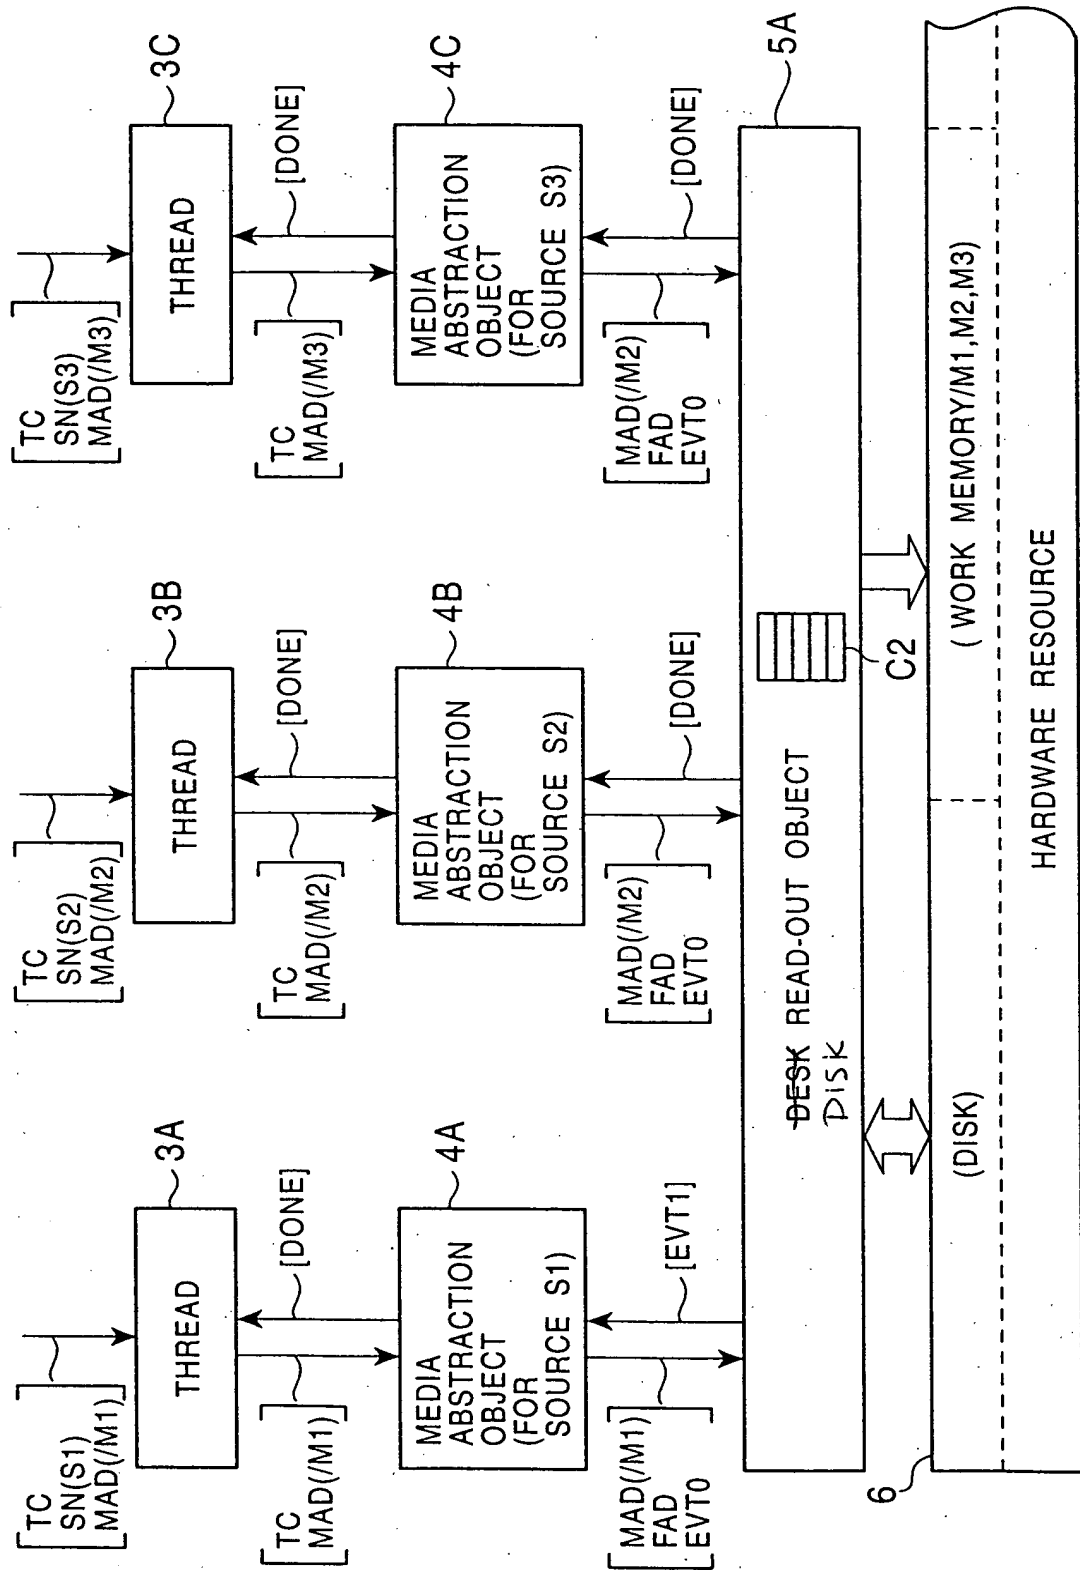 [TC
SN(S1)
MAD(/M1)]
3A
THREAD
[TC
MAD(/M1)]
[DONE]
4A
MEDIA
ABSTRACTION
OBJECT
(FOR
SOURCE S1)
[MAD(/M1)
FAD
EVT0]
[EVT1]
[TC
SN(S2)
MAD(/M2)]
3B
THREAD
[TC
MAD(/M2)]
[DONE]
4B
MEDIA
ABSTRACTION
OBJECT
(FOR
SOURCE S2)
[MAD(/M2)
FAD
EVT0]
[DONE]
[TC
SN(S3)
MAD(/M3)]
3C
THREAD
[TC
MAD(/M3)]
[DONE]
4C
MEDIA
ABSTRACTION
OBJECT
(FOR
SOURCE S3)
[MAD(/M2)
FAD
EVT0]
[DONE]
5A
DESK READ-OUT OBJECT
DISK
C2
6
(DISK)
(WORK MEMORY/M1,M2,M3)
HARDWARE RESOURCE